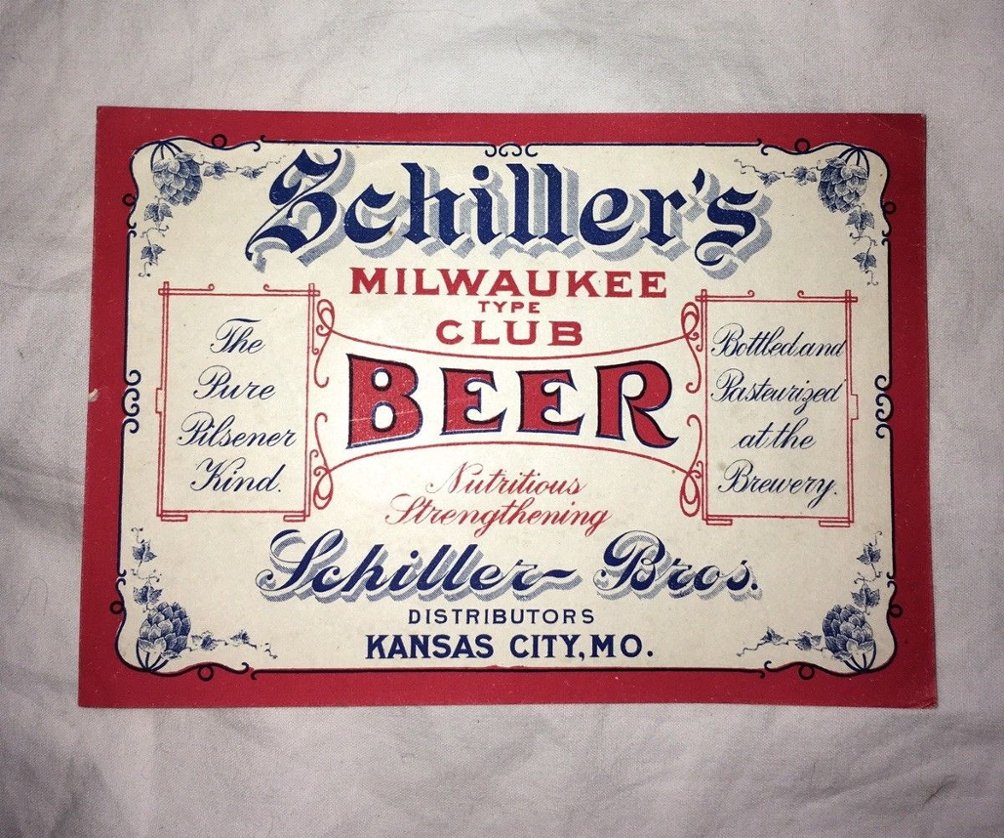 Schiller's
MILWAUKEE
TYPE
CLUB
BEER
The
Pure
Pilsener
Kind.
Bottled and
Pasteurized
at the
Brewery.
Nutritious
Strengthening
Schiller Bros.
DISTRIBUTORS
KANSAS CITY, MO.